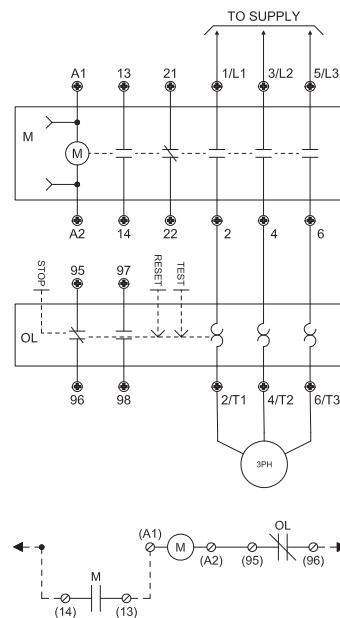 TO SUPPLY
A1 13 21 1/L1 3/L2 5/L3
M
M
A2 14 22 2 4 6
STOP 95 97 RESET TEST
OL
96 98 2/T1 4/T2 6/T3
3PH
(A1) M (A2) (95) OL (96)
(14) M (13)